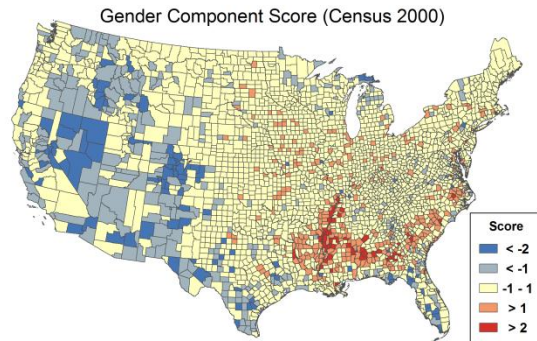 Gender Component Score (Census 2000)
Score
< -2
< -1
-1 - 1
> 1
> 2